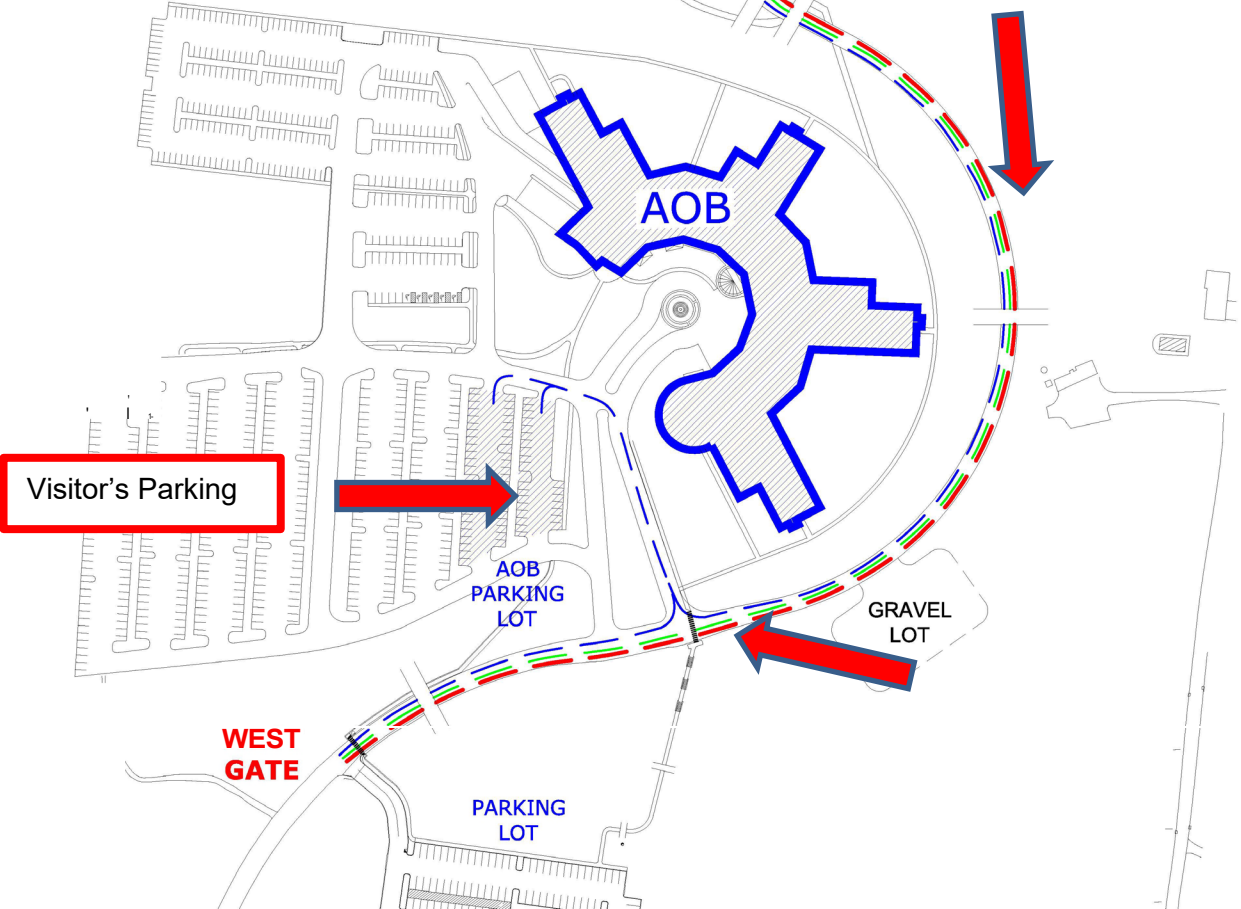 AOB
Visitor’s Parking
AOB
PARKING
LOT
GRAVEL
LOT
WEST
GATE
PARKING
LOT